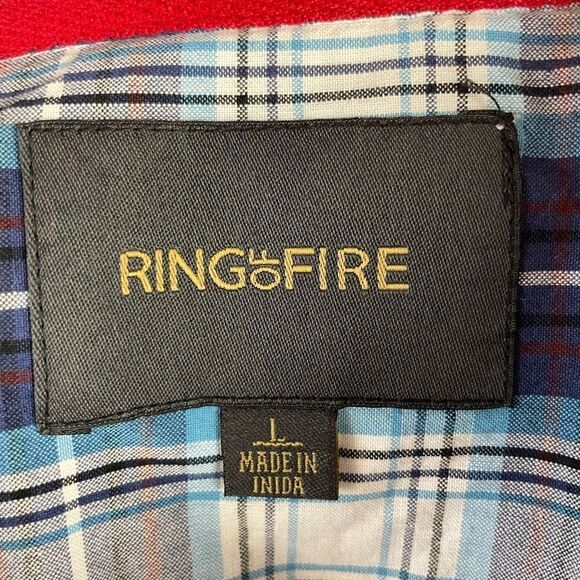 RING OF FIRE
L
MADE IN
INIDA